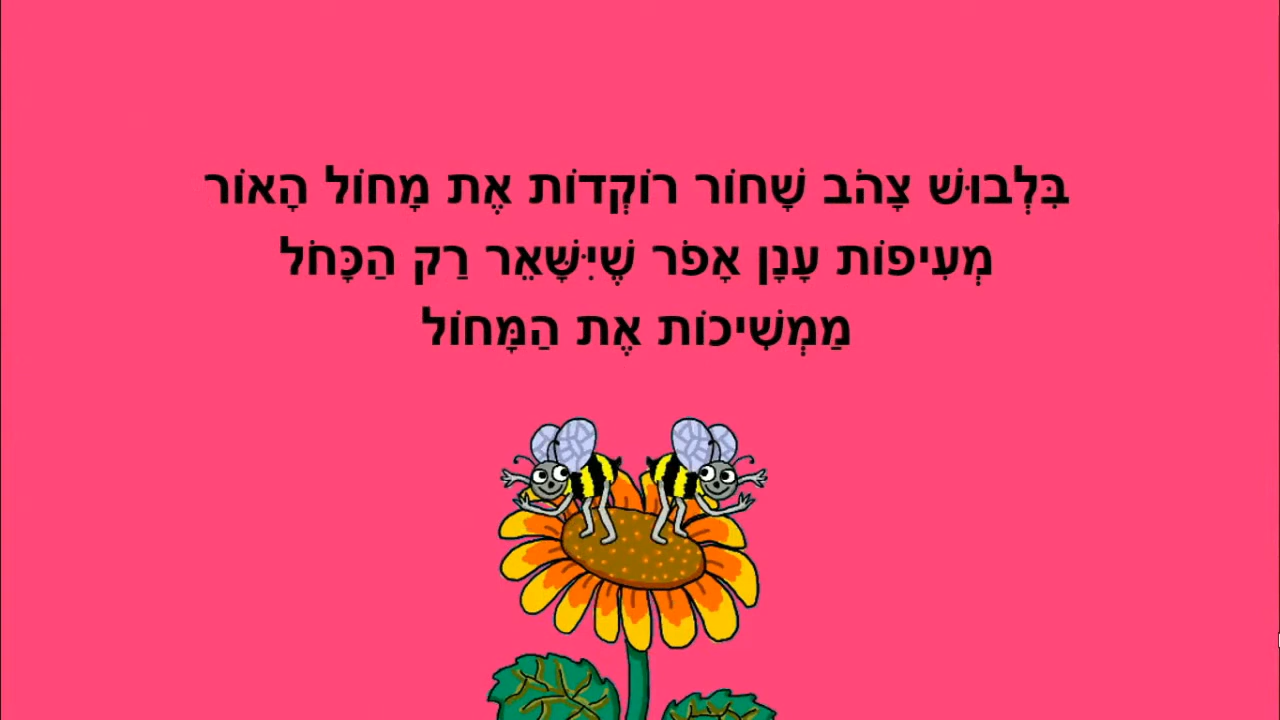 בִּלְבוּשׁ צָהֹב שָׁחוֹר רוֹקְדוֹת אֶת מָחוֹל הָאוֹר
מְעִיפוֹת עָנָן אָפֹר שֶׁיִּשָּׁאֵר רַק הַכָּחֹל
מַמְשִׁיכוֹת אֶת הַמָּחוֹל